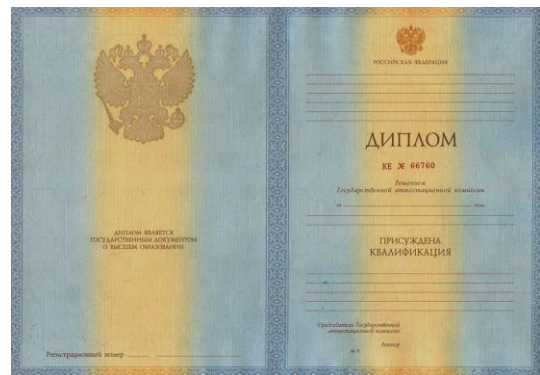 ДИПЛОМ ЯВЛЯЕТСЯ
ГОСУДАРСТВЕННЫМ ДОКУМЕНТОМ
О ВЫСШЕМ ОБРАЗОВАНИИ
Регистрационный номер
РОССИЙСКАЯ ФЕДЕРАЦИЯ
ДИПЛОМ
КЕ № 66760
Решением
Государственной аттестационной комиссии
от года
ПРИСУЖДЕНА
КВАЛИФИКАЦИЯ
Председатель Государственной
аттестационной комиссии
Ректор
М.П.